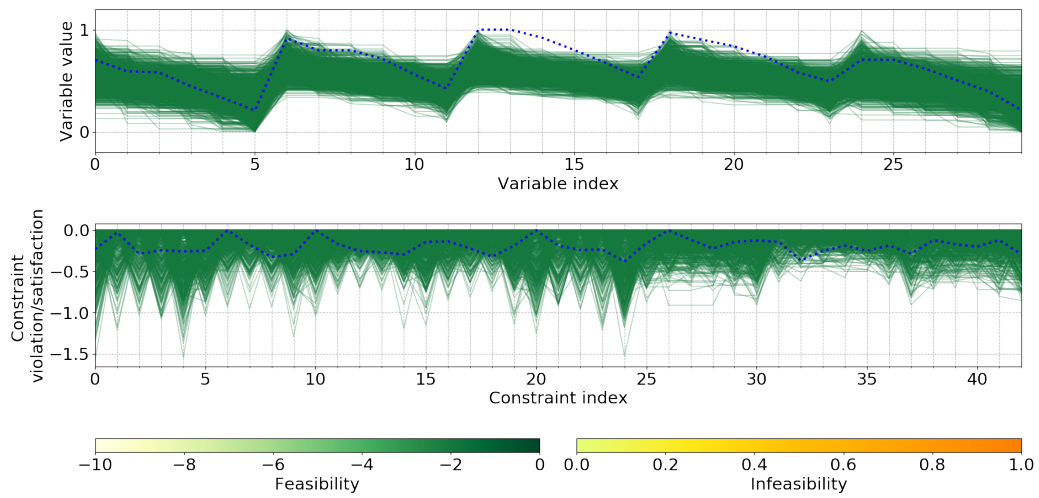 1
0
Variable value
0 5 10 15 20 25
Variable index
0.0
−0.5
−1.0
−1.5
Constraint
violation/satisfaction
0 5 10 15 20 25 30 35 40
Constraint index
−10 −8 −6 −4 −2 0
Feasibility
0.0 0.2 0.4 0.6 0.8 1.0
Infeasibility